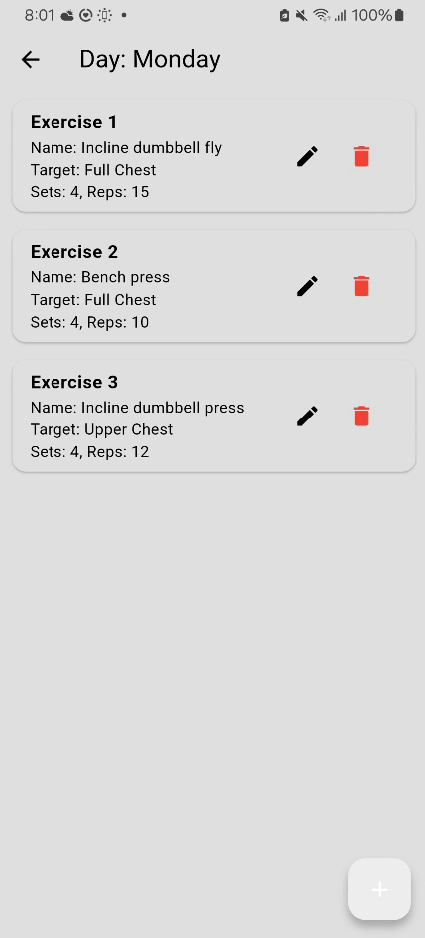 8:01 100%
Day: Monday
Exercise 1
Name: Incline dumbbell fly
Target: Full Chest
Sets: 4, Reps: 15
Exercise 2
Name: Bench press
Target: Full Chest
Sets: 4, Reps: 10
Exercise 3
Name: Incline dumbbell press
Target: Upper Chest
Sets: 4, Reps: 12